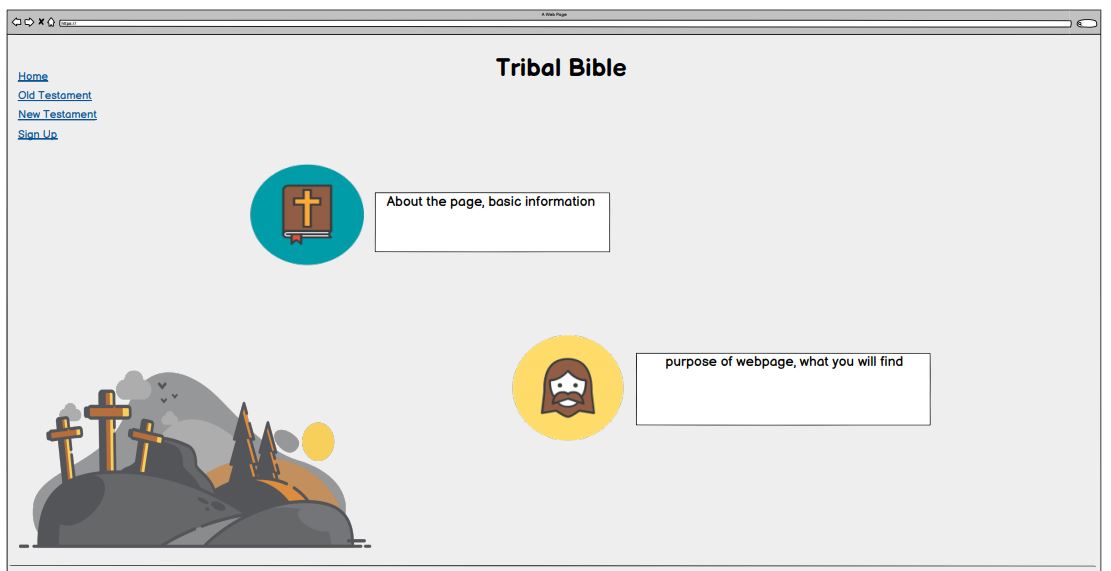 A Web Page
https://
Tribal Bible
Home
Old Testament
New Testament
Sign Up
About the page, basic information
purpose of webpage, what you will find